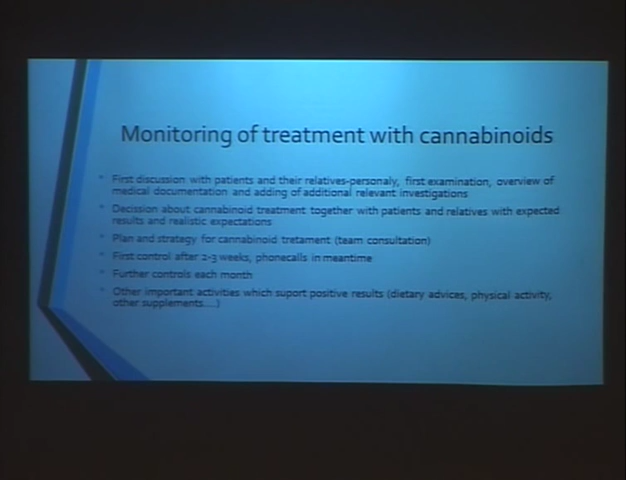 Monitoring of treatment with cannabinoids
First discussion with patients and their relatives-personaly, first examination, overview of
medical documentation and adding of additional relevant investigations
Decission about cannabinoid treatment together with patients and relatives with expected
results and realistic expectations
Plan and strategy for cannabinoid tretament (team consultation)
First control after 2-3 weeks, phonecalls in meantime
Further controls each month
Other important activities which suport positive results (dietary advices, physical activity,
other supplements....)